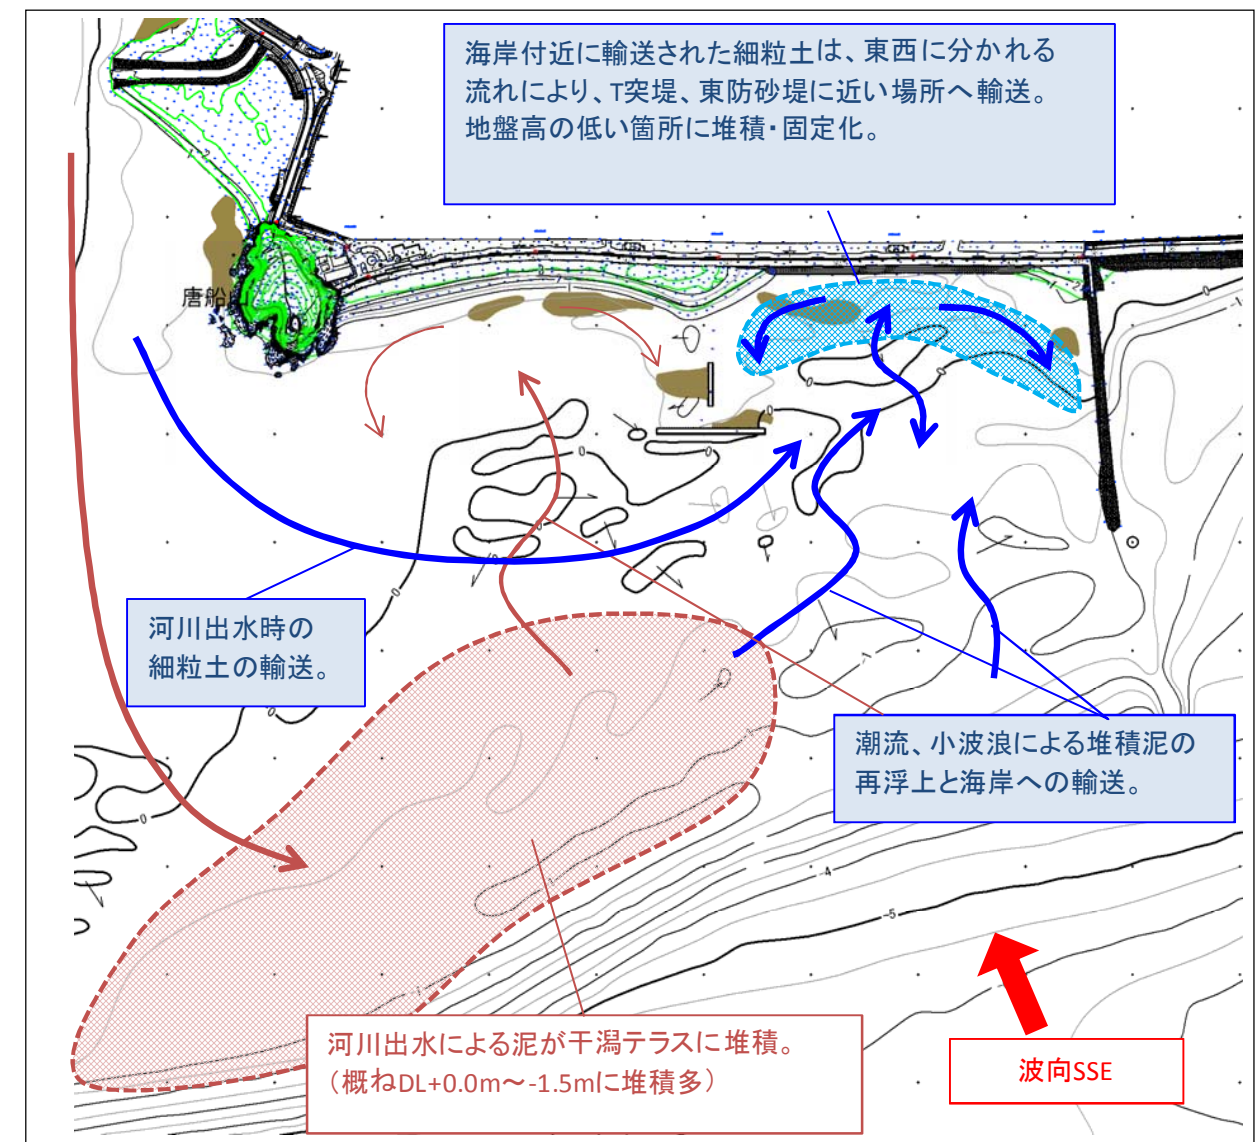 海岸付近に輸送された細粒土は、東西に分かれる
流れにより、T突堤、東防砂堤に近い場所へ輸送。
地盤高の低い箇所に堆積・固定化。
唐船
河川出水時の
細粒土の輸送。
潮流、小波浪による堆積泥の
再浮上と海岸への輸送。
-4
-5
河川出水による泥が干潟テラスに堆積。
（概ねDL+0.0m～-1.5mに堆積多）
波向SSE